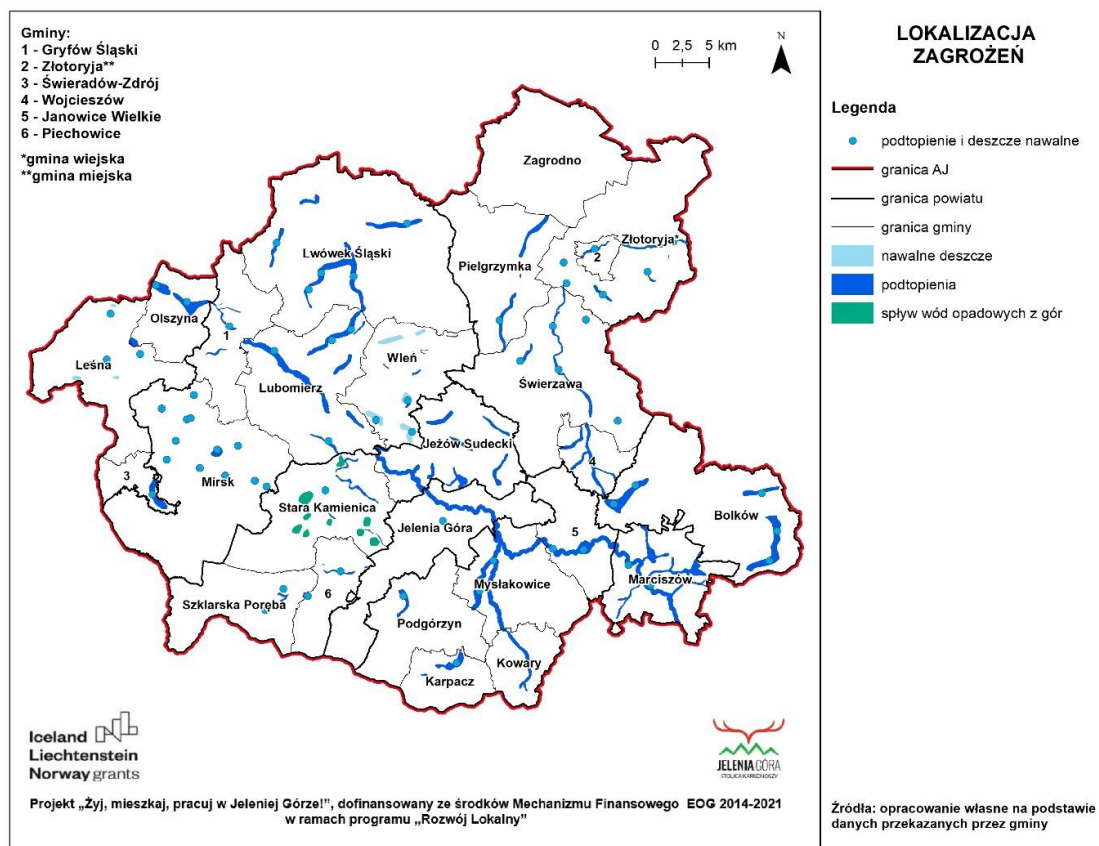 Gminy:
1 - Gryfów Śląski
2 - Złotoryja**
3 - Świeradów-Zdrój
4 - Wojcieszów
5 - Janowice Wielkie
6 - Piechowice
*gmina wiejska
**gmina miejska
0 2,5 5 km
N
LOKALIZACJA
ZAGROŻEŃ
Legenda
podtopienie i deszcze nawalne
granica AJ
granica powiatu
granica gminy
nawalne deszcze
podtopienia
spływ wód opadowych z gór
Zagrodno
Złotoryja*
2
Lwówek Śląski
Pielgrzymka
Olszyna
1
Wleń
Leśna
Lubomierz
Świerzawa
Jeżów Sudecki
4
3
Mirsk
Stara Kamienica
Bolków
Jelenia Góra
5
Marciszów
Mysłakowice
6
Szklarska Poręba
Podgórzyn
Kowary
Karpacz
Iceland
Liechtenstein
Norway grants
JELENIA GÓRA
STOLICA KARKONOSZY
Projekt „Żyj, mieszkaj, pracuj w Jeleniej Górze!”, dofinansowany ze środków Mechanizmu Finansowego EOG 2014-2021
w ramach programu „Rozwój Lokalny”
Źródła: opracowanie własne na podstawie
danych przekazanych przez gminy